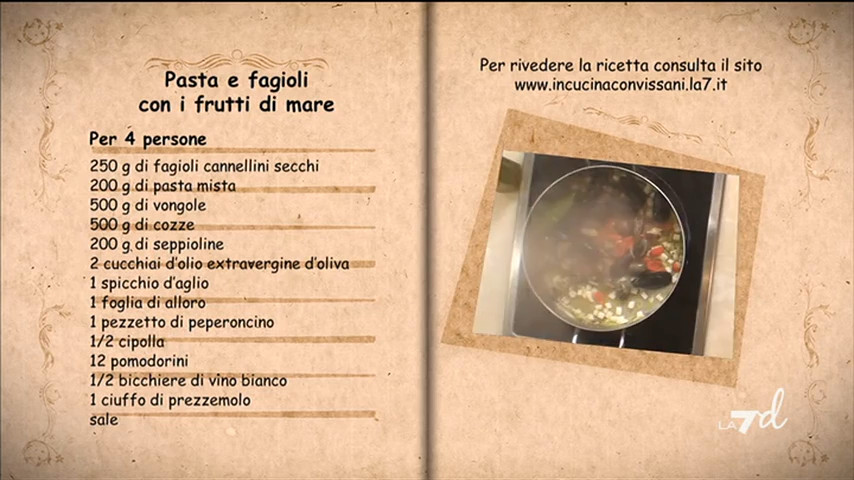 Pasta e fagioli
con i frutti di mare
Per 4 persone
250 g di fagioli cannellini secchi
200 g di pasta mista
500 g di vongole
500 g di cozze
200 g di seppioline
2 cucchiai d'olio extravergine d'oliva
1 spicchio d'aglio
1 foglia di alloro
1 pezzetto di peperoncino
1/2 cipolla
12 pomodorini
1/2 bicchiere di vino bianco
1 ciuffo di prezzemolo
sale
Per rivedere la ricetta consulta il sito
www.incucinaconvissani.la7.it
LA7d